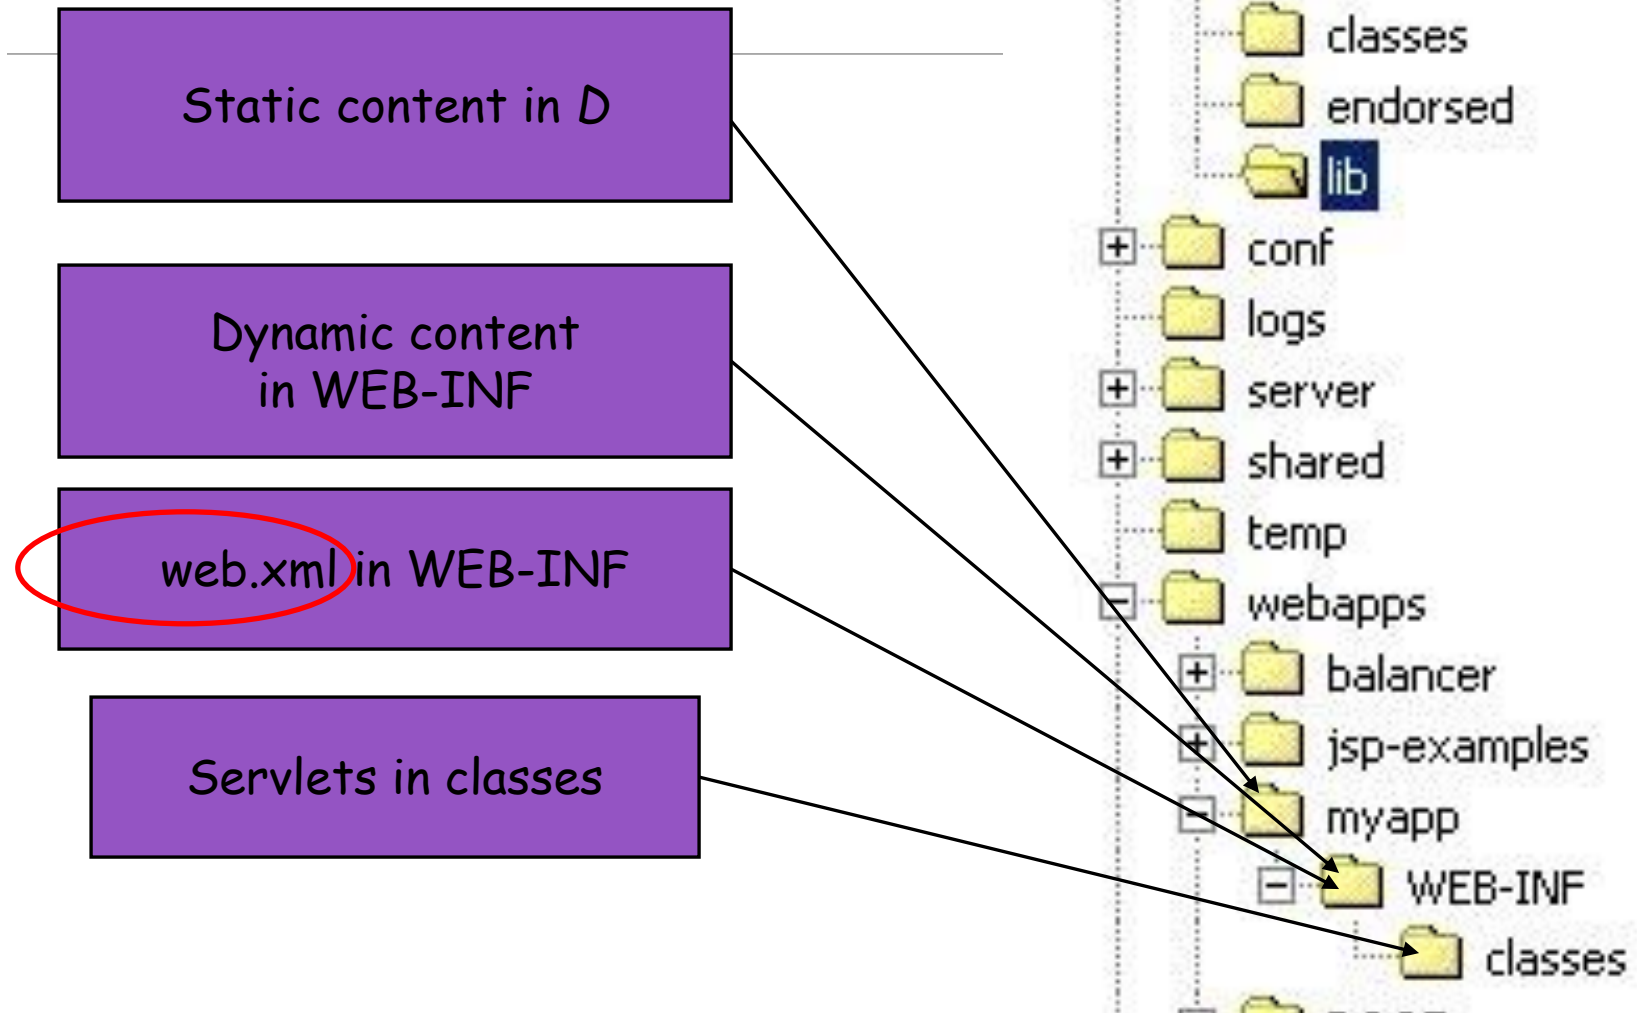 Static content in D
Dynamic content
in WEB-INF
web.xml in WEB-INF
Servlets in classes
classes
endorsed
lib
conf
logs
server
shared
temp
webapps
balancer
jsp-examples
myapp
WEB-INF
classes